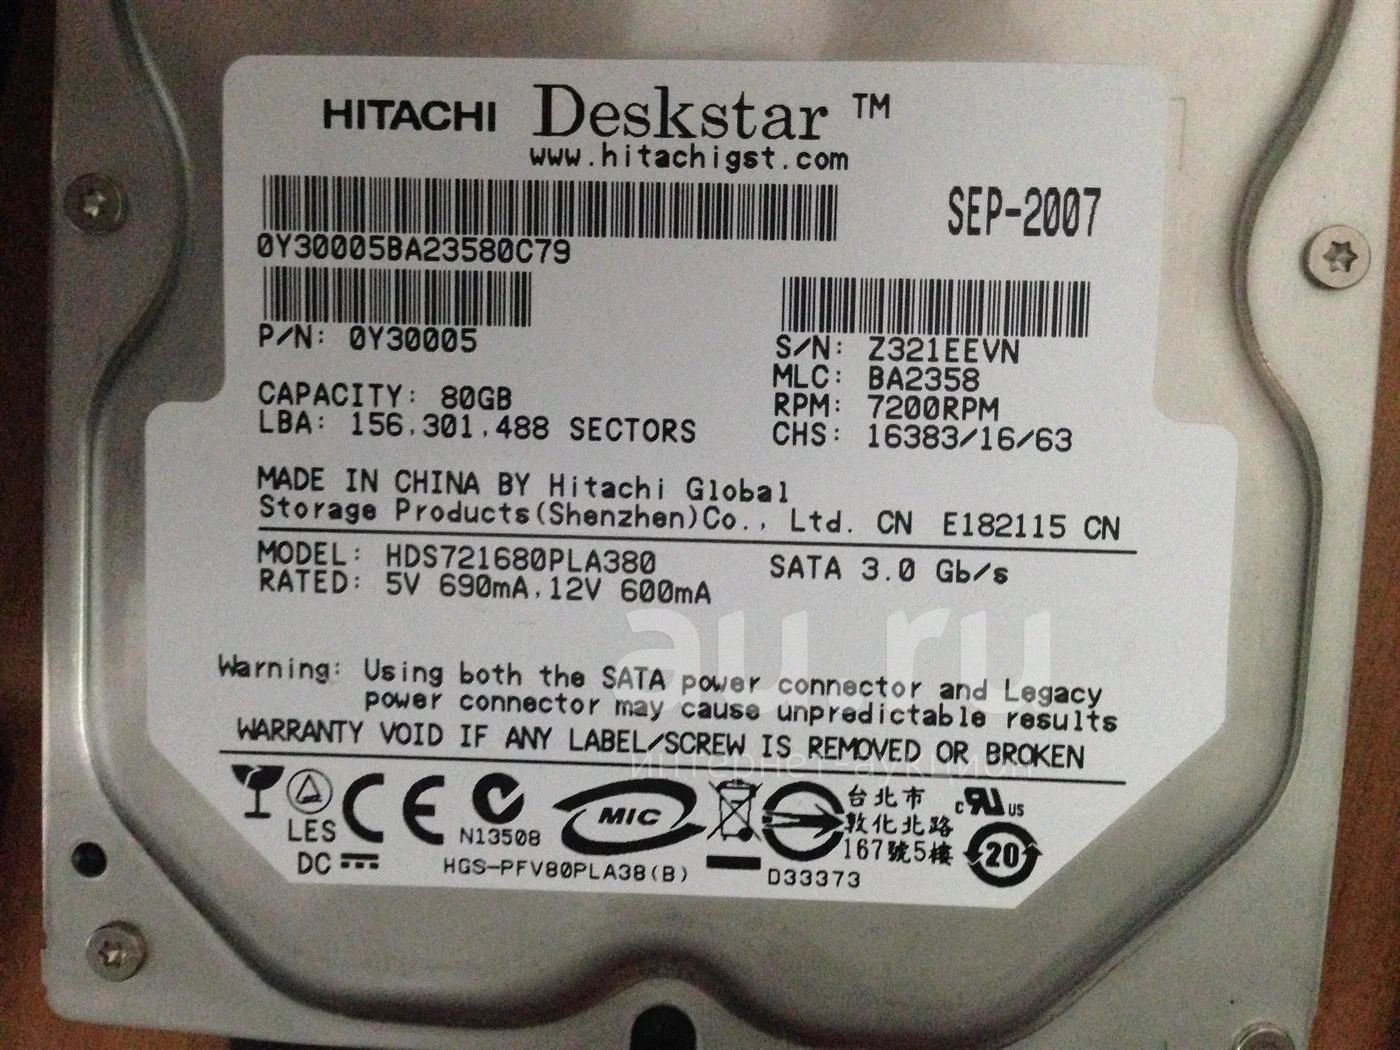 HITACHI Deskstar ™
www.hitachigst.com
SEP-2007
0Y30005BA23580C79
P/N: 0Y30005
S/N: Z321EEVN
MLC: BA2358
RPM: 7200RPM
CHS: 16383/16/63
CAPACITY: 80GB
LBA: 156,301,488 SECTORS
MADE IN CHINA BY Hitachi Global
Storage Products(Shenzhen)Co., Ltd. CN E182115 CN
MODEL: HDS721680PLA380
SATA 3.0 Gb/s
RATED: 5V 690mA,12V 600mA
au.ru
интернет-аукцион
Warning: Using both the SATA power connector and Legacy
power connector may cause unpredictable results
WARRANTY VOID IF ANY LABEL/SCREW IS REMOVED OR BROKEN
LES
DC
CE
N13508
MIC
HGS-PFV80PLA38(B)
D33373
台北市
敦化北路
167號5樓
c RU us
20